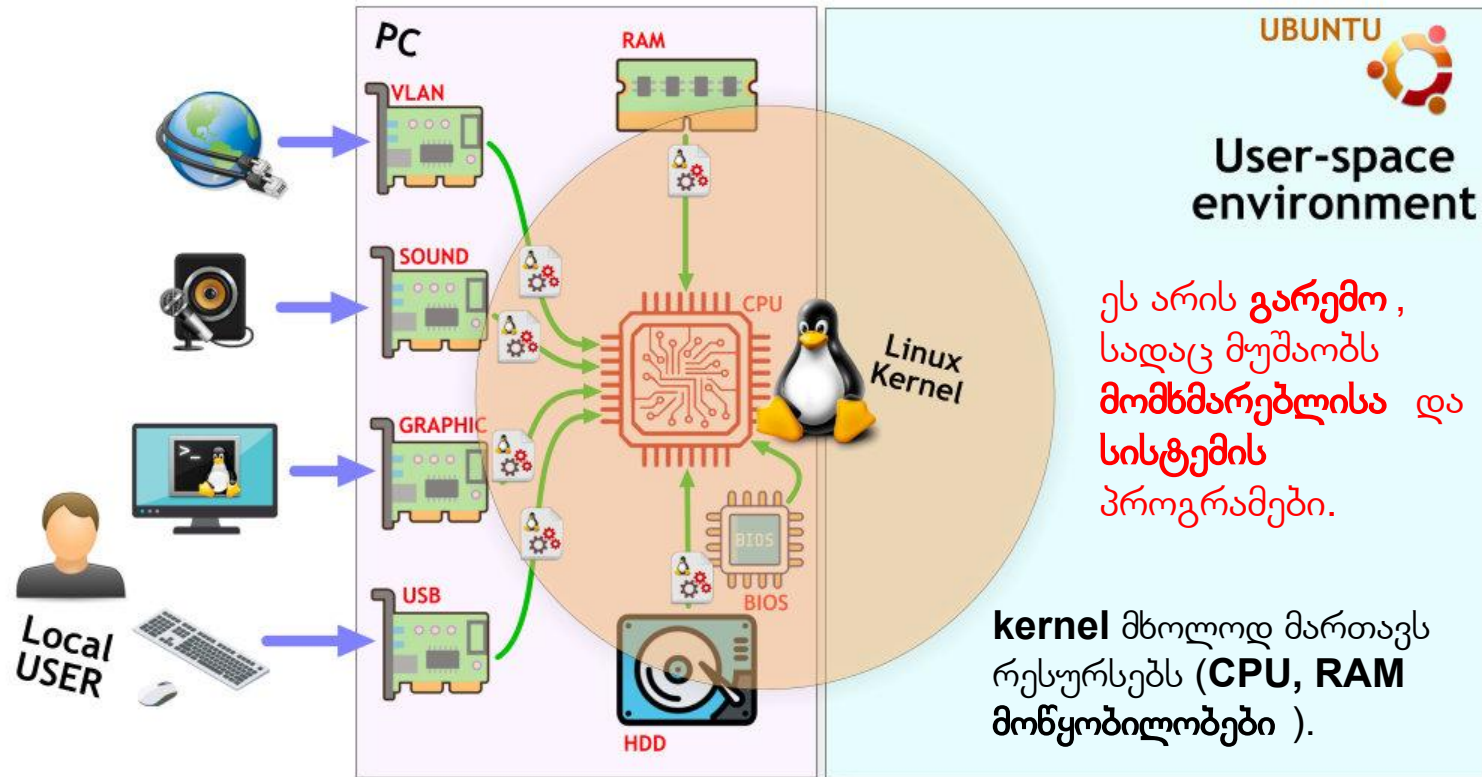 PC
RAM
UBUNTU
VLAN
User-space
environment
SOUND
CPU
ეს არის გარემო ,
სადაც მუშაობს
მომხმარებლისა და
სისტემის
პროგრამები.
Linux
Kernel
GRAPHIC
>_
BIOS
BIOS
USB
Local
USER
HDD
kernel მხოლოდ მართავს
რესურსებს (CPU, RAM
მოწყობილობები ).